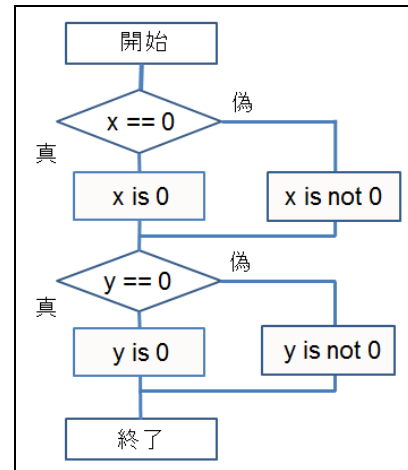 開始
x == 0
偽
真
x is 0
x is not 0
y == 0
偽
真
y is 0
y is not 0
終了